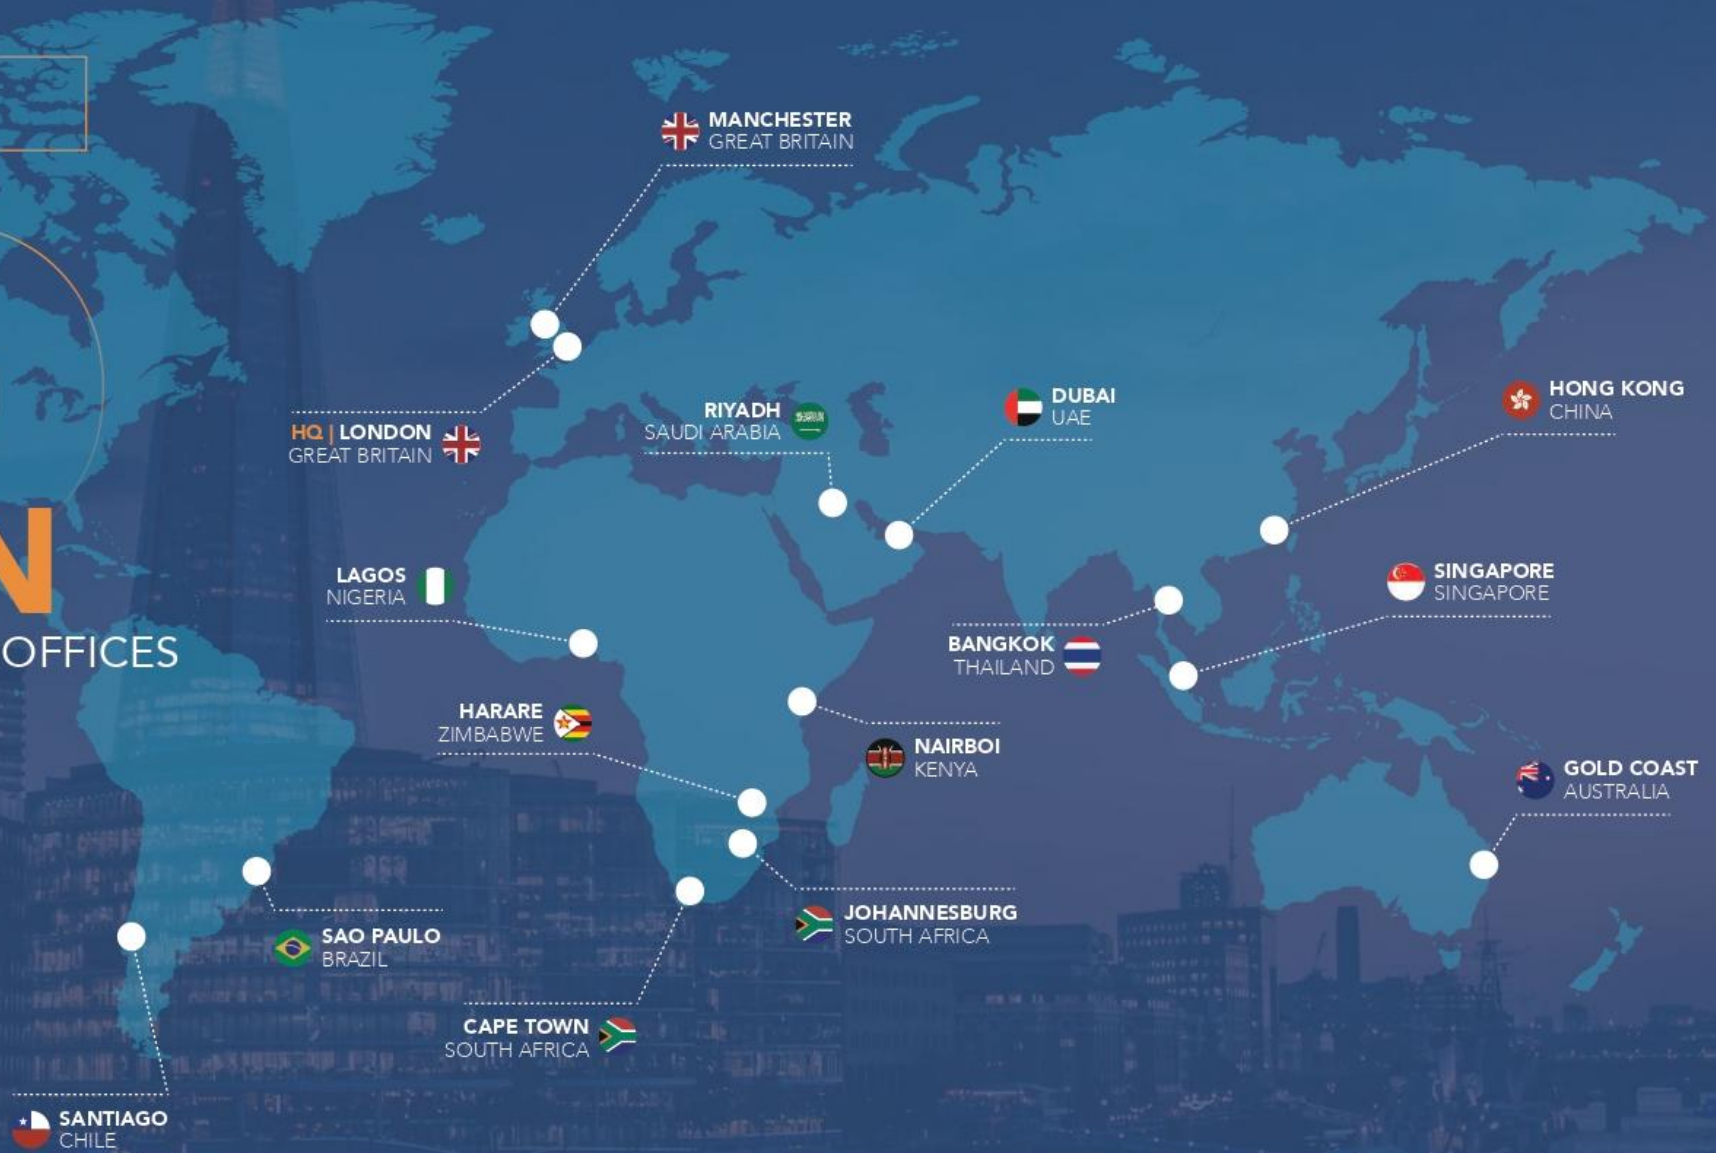 MANCHESTER
GREAT BRITAIN
HQ | LONDON
GREAT BRITAIN
RIYADH
SAUDI ARABIA
DUBAI
UAE
HONG KONG
CHINA
N
OFFICES
LAGOS
NIGERIA
SINGAPORE
SINGAPORE
BANGKOK
THAILAND
HARARE
ZIMBABWE
NAIRBOI
KENYA
GOLD COAST
AUSTRALIA
JOHANNESBURG
SOUTH AFRICA
SAO PAULO
BRAZIL
CAPE TOWN
SOUTH AFRICA
SANTIAGO
CHILE